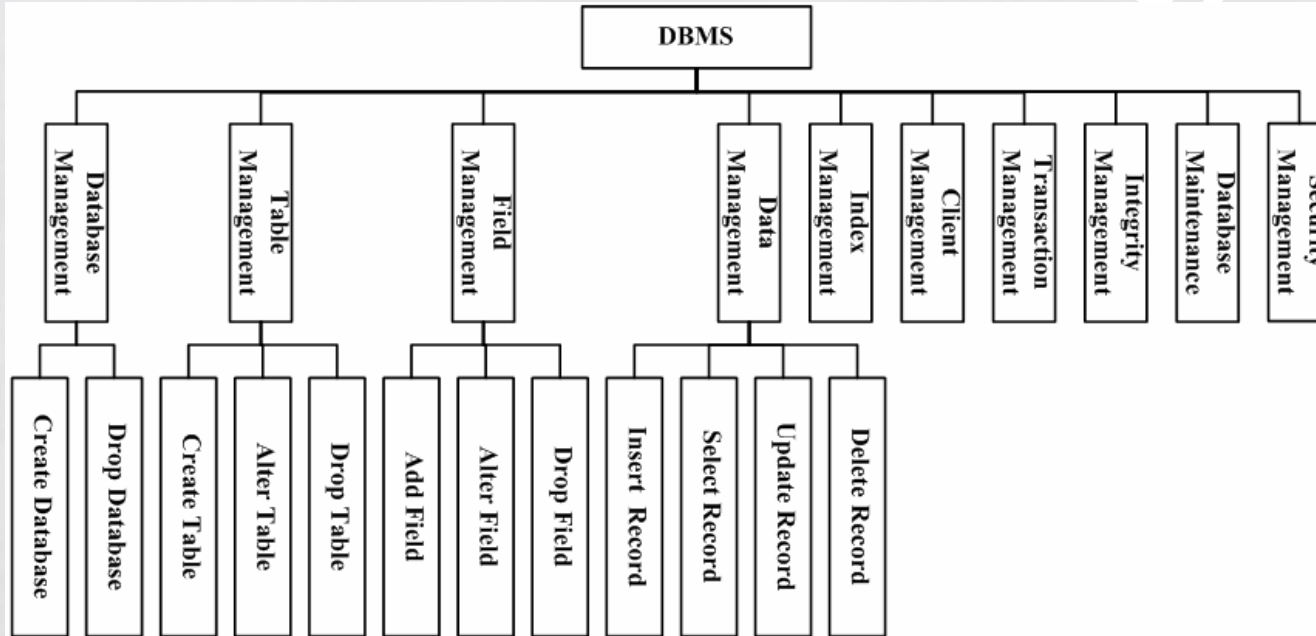 DBMS
Database
Management
Table
Management
Field
Management
Data
Management
Index
Management
Client
Management
Transaction
Management
Integrity
Management
Database
Maintenance
Security
Management
Create Database
Drop Database
Create Table
Alter Table
Drop Table
Add Field
Alter Field
Drop Field
Insert Record
Select Record
Update Record
Delete Record